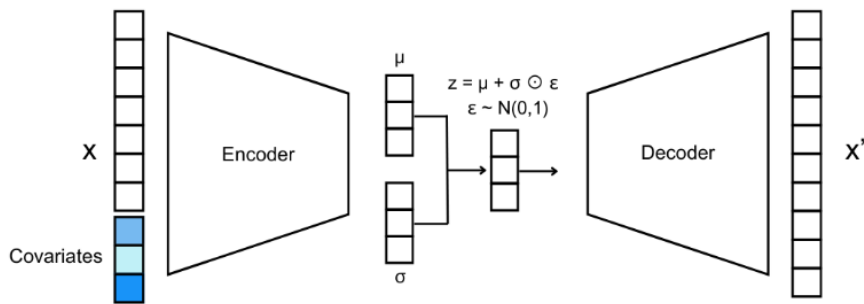 μ
z = μ + σ ⊙ ε
ε ~ N(0,1)
X
Encoder
Decoder
X’
Covariates
σ